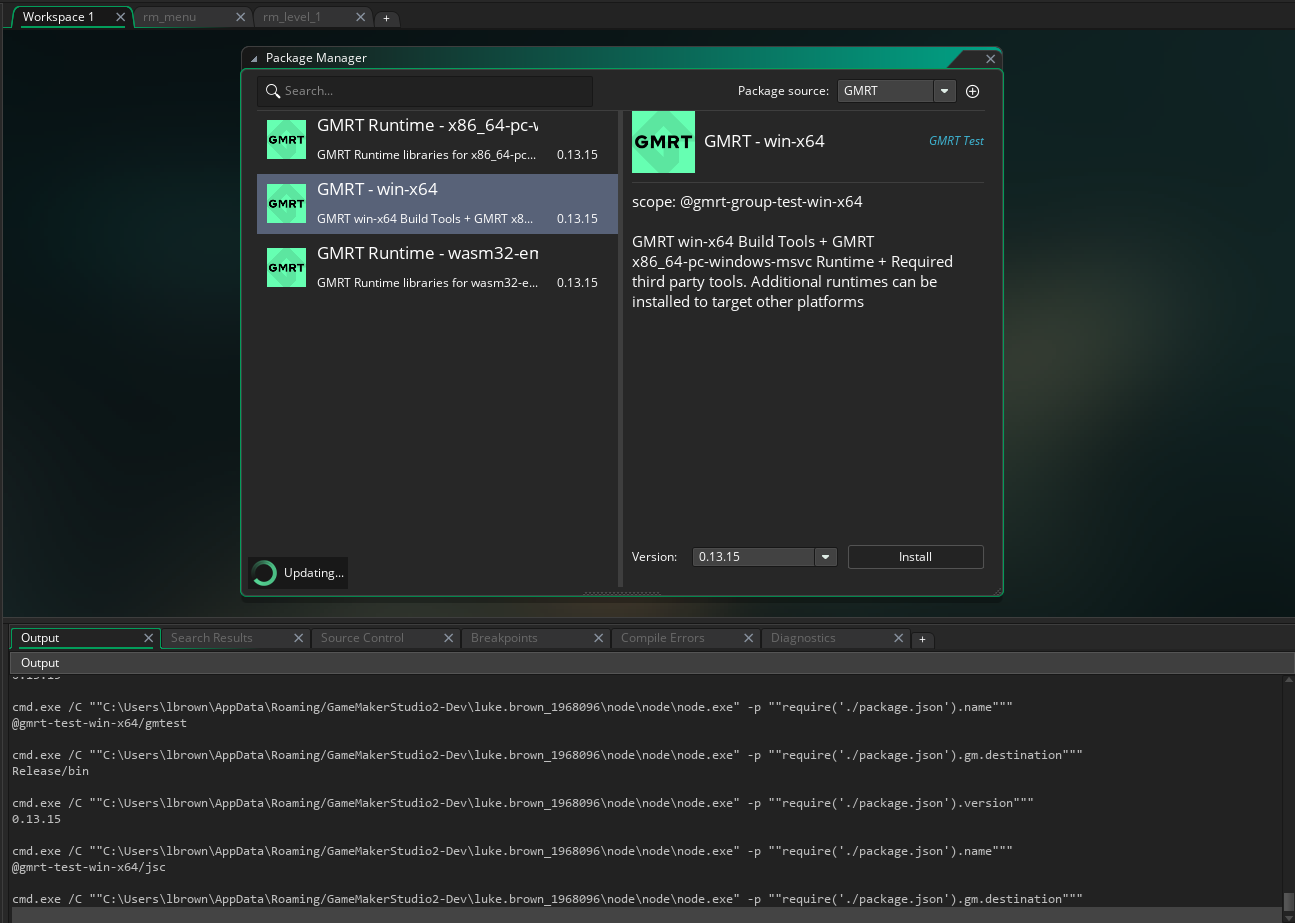 Workspace 1
rm_menu
rm_level_1
+
Package Manager
Search...
Package source:
GMRT
GMRT
GMRT Runtime - x86_64-pc-
GMRT Runtime libraries for x86_64-pc...
0.13.15
GMRT
GMRT - win-x64
GMRT win-x64 Build Tools + GMRT x8...
0.13.15
GMRT
GMRT Runtime - wasm32-em
GMRT Runtime libraries for wasm32-e...
0.13.15
GMRT
GMRT - win-x64
GMRT Test
scope: @gmrt-group-test-win-x64
GMRT win-x64 Build Tools + GMRT
x86_64-pc-windows-msvc Runtime + Required
third party tools. Additional runtimes can be
installed to target other platforms
Version:
0.13.15
Install
Updating...
Output
Search Results
Source Control
Breakpoints
Compile Errors
Diagnostics
+
Output
0.13.15
cmd.exe /C ""C:\Users\lbrown\AppData\Roaming/GameMakerStudio2-Dev\luke.brown_1968096\node\node\node.exe" -p ""require('./package.json').name"""
@gmrt-test-win-x64/gmtest
cmd.exe /C ""C:\Users\lbrown\AppData\Roaming/GameMakerStudio2-Dev\luke.brown_1968096\node\node\node.exe" -p ""require('./package.json').gm.destination"""
Release/bin
cmd.exe /C ""C:\Users\lbrown\AppData\Roaming/GameMakerStudio2-Dev\luke.brown_1968096\node\node\node.exe" -p ""require('./package.json').version"""
0.13.15
cmd.exe /C ""C:\Users\lbrown\AppData\Roaming/GameMakerStudio2-Dev\luke.brown_1968096\node\node\node.exe" -p ""require('./package.json').name"""
@gmrt-test-win-x64/jsc
cmd.exe /C ""C:\Users\lbrown\AppData\Roaming/GameMakerStudio2-Dev\luke.brown_1968096\node\node\node.exe" -p ""require('./package.json').gm.destination"""